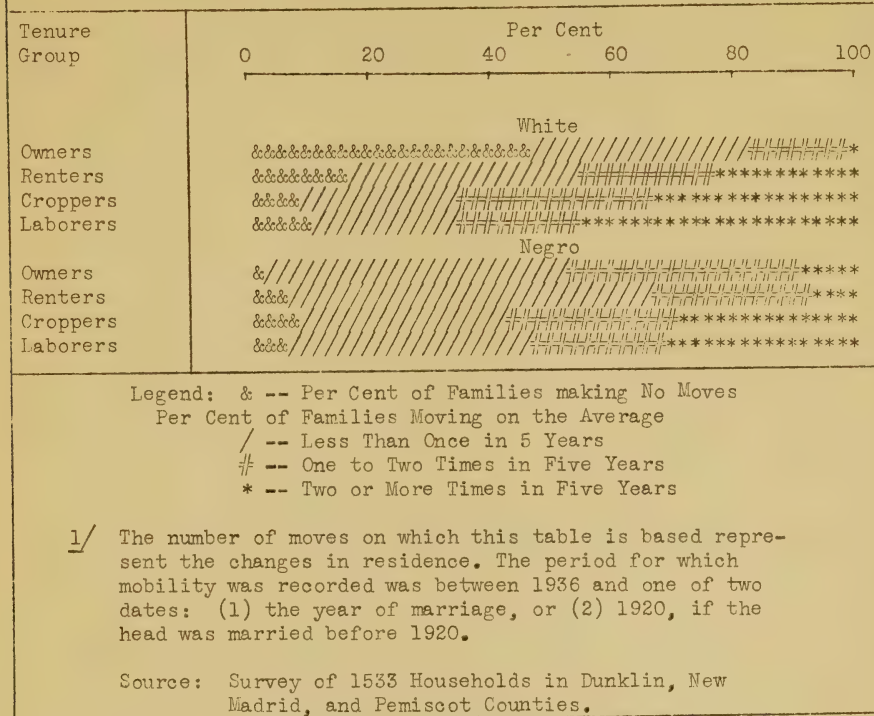 Tenure Group Per Cent
0 20 40 60 80 100
White
Owners &&&&&&&&&&&&&&&&&&&&&&&//////////////////########*
Renters &&&&&&&&///////////////////###########************
Croppers &&&&/////////////################*****************
Laborers &&&&&////////////##########***********************
Negro
Owners &/////////////////////////###################*****
Renters &&&//////////////////////////////#############****
Croppers &&&&/////////////////##############***************
Laborers &&&////////////////////###########****************
Legend: & -- Per Cent of Families making No Moves
Per Cent of Families Moving on the Average
/ -- Less Than Once in 5 Years
# -- One to Two Times in Five Years
* -- Two or More Times in Five Years
1/ The number of moves on which this table is based repre-
sent the changes in residence. The period for which
mobility was recorded was between 1936 and one of two
dates: (1) the year of marriage, or (2) 1920, if the
head was married before 1920.
Source: Survey of 1533 Households in Dunklin, New
Madrid, and Pemiscot Counties.